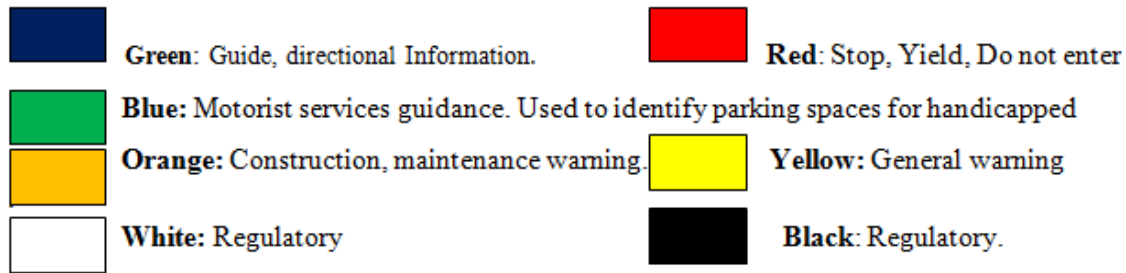 Green: Guide, directional Information.
Red: Stop, Yield, Do not enter
Blue: Motorist services guidance. Used to identify parking spaces for handicapped
Orange: Construction, maintenance warning.
Yellow: General warning
White: Regulatory
Black: Regulatory.